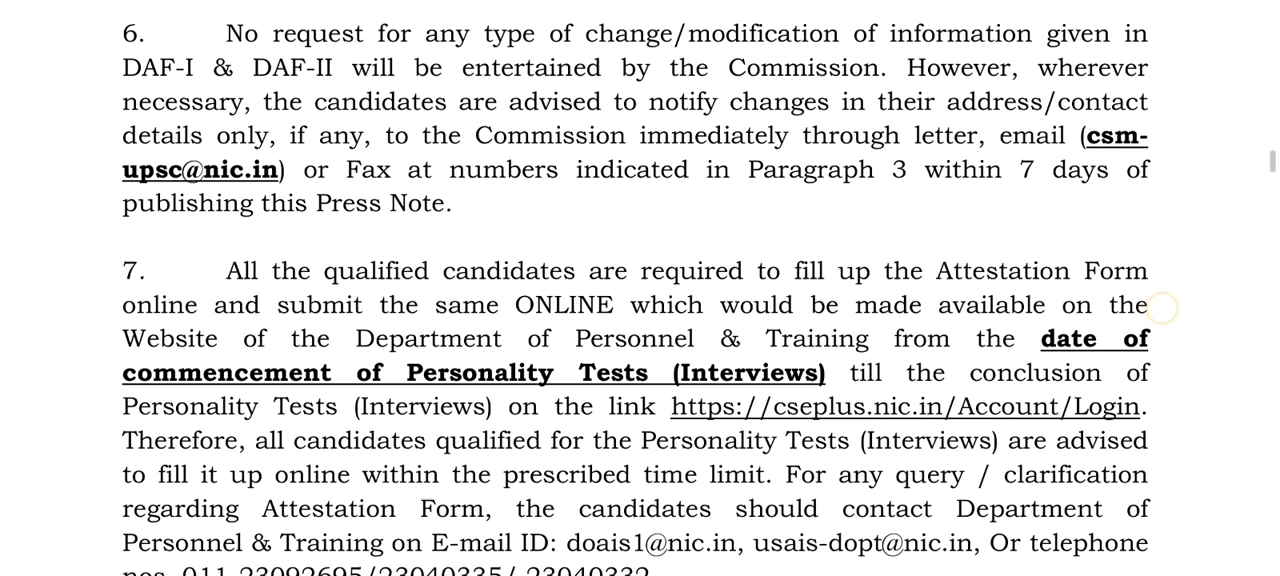 6. No request for any type of change/modification of information given in
DAF-I & DAF-II will be entertained by the Commission. However, wherever
necessary, the candidates are advised to notify changes in their address/contact
details only, if any, to the Commission immediately through letter, email (csm-
upsc@nic.in) or Fax at numbers indicated in Paragraph 3 within 7 days of
publishing this Press Note.
7. All the qualified candidates are required to fill up the Attestation Form
online and submit the same ONLINE which would be made available on the
Website of the Department of Personnel & Training from the date of
commencement of Personality Tests (Interviews) till the conclusion of
Personality Tests (Interviews) on the link https://cseplus.nic.in/Account/Login.
Therefore, all candidates qualified for the Personality Tests (Interviews) are advised
to fill it up online within the prescribed time limit. For any query / clarification
regarding Attestation Form, the candidates should contact Department of
Personnel & Training on E-mail ID: doais1@nic.in, usais-dopt@nic.in, Or telephone
nos. 011-23092695/23040335/ 23040332.